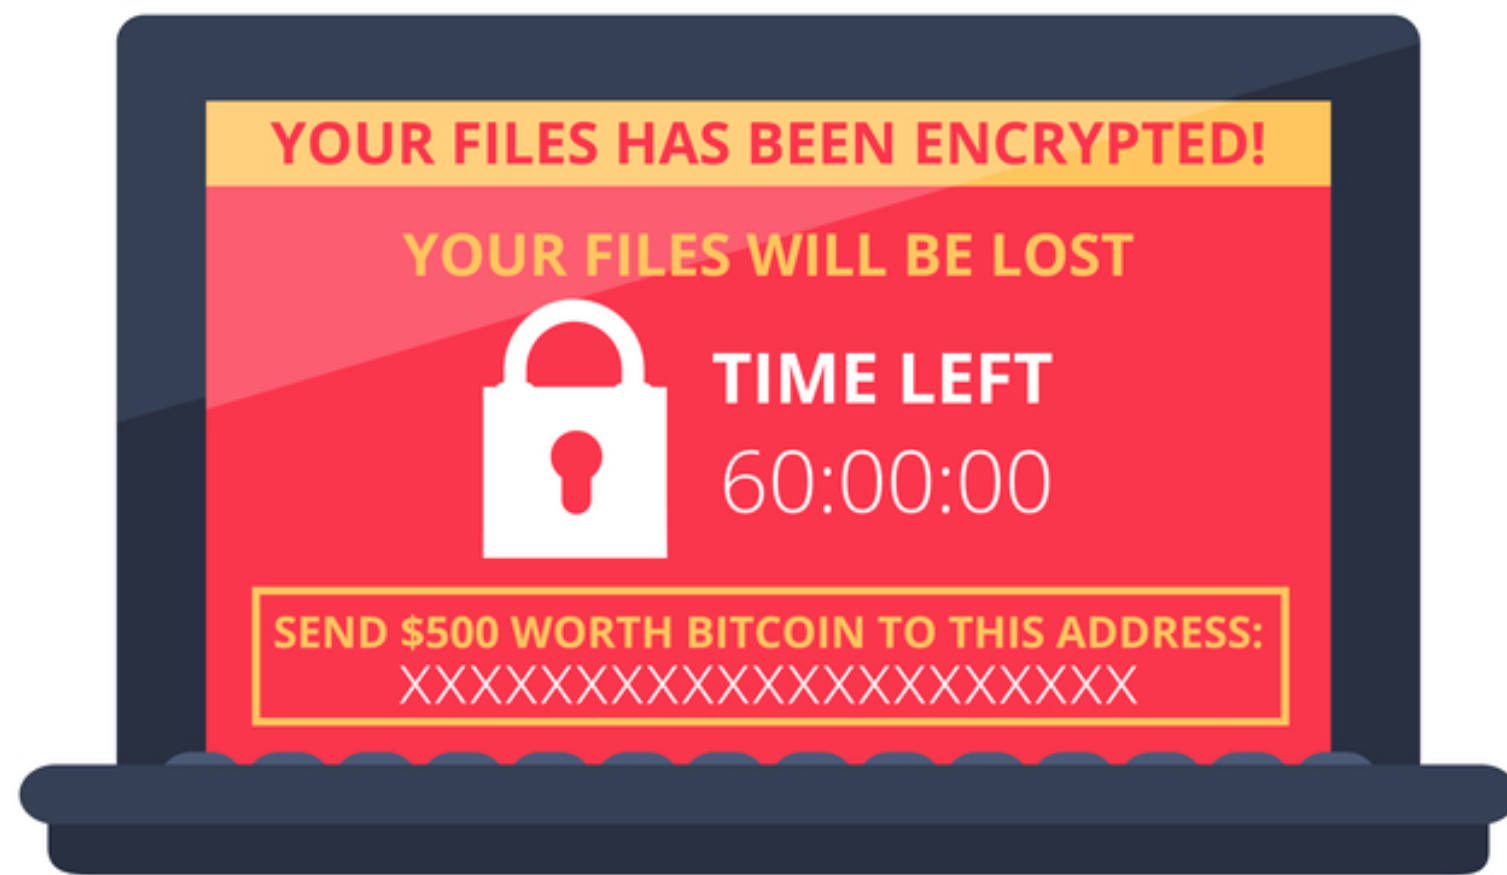 YOUR FILES HAS BEEN ENCRYPTED!
YOUR FILES WILL BE LOST
TIME LEFT
60:00:00
SEND $500 WORTH BITCOIN TO THIS ADDRESS:
XXXXXXXXXXXXXXXXXXXXX